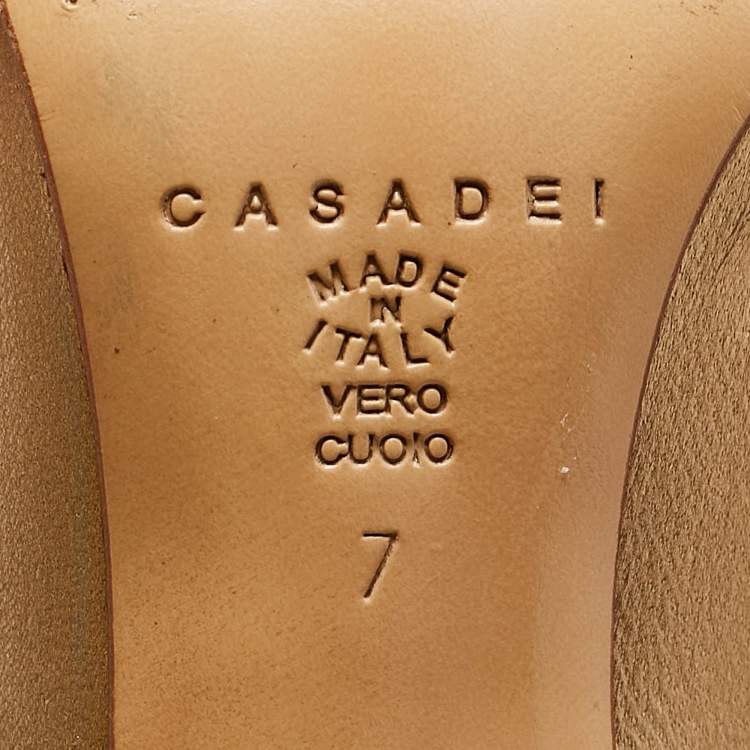 CASADEI
MADE
IN
ITALY
VERO
CUOIO
7